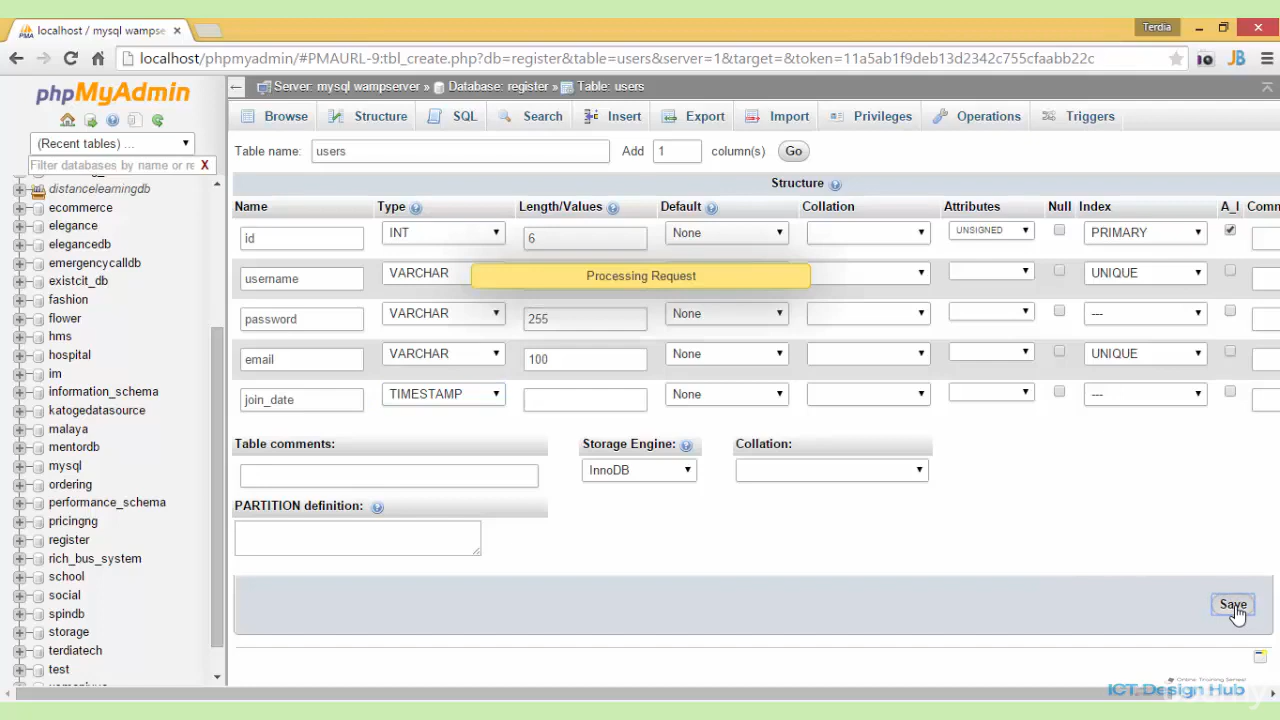 localhost / mysql wampse
Terdia
localhost/phpmyadmin/#PMAURL-9:tbl_create.php?db=register&table=users&server=1&target=&token=11a5ab1f9deb13d2342e755cfaabb22c
phpMyAdmin
(Recent tables) ...
Filter databases by name or re X
distancelearningdb
ecommerce
elegance
elegancedb
emergencycalldb
existcit_db
fashion
flower
hms
hospital
im
information_schema
katogedatasource
malaya
mentordb
mysql
ordering
performance_schema
pricingng
register
rich_bus_system
school
social
spindb
storage
terdiatech
test
Server: mysql wampserver » Database: register » Table: users
Browse Structure SQL Search Insert Export Import Privileges Operations Triggers
Table name: users Add 1 column(s) Go
Structure
Name Type Length/Values Default Collation Attributes Null Index A_I Comm
id INT 6 None UNSIGNED PRIMARY
username VARCHAR UNIQUE
Processing Request
password VARCHAR 255 None ---
email VARCHAR 100 None UNIQUE
join_date TIMESTAMP None ---
Table comments: Storage Engine: Collation:
InnoDB
PARTITION definition:
Save
Online Training Series!
ICT.Design Hub